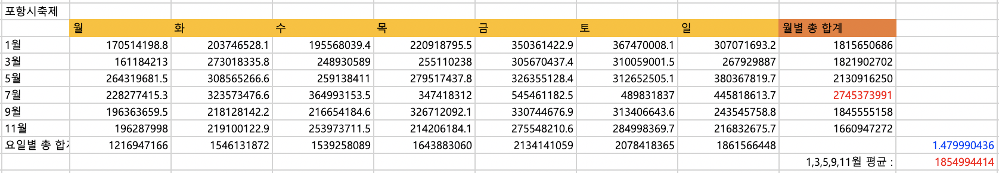 포항시축제
월 화 수 목 금 토 일 월별 총 합계
1월 170514198.8 203746528.1 195568039.4 220918795.5 350361422.9 367470008.1 307071693.2 1815650686
3월 161184213 273018335.8 248930589 255110238 305670437.4 310059001.5 267929887 1821902702
5월 264319681.5 308565266.6 259138411 279517437.8 326355128.4 312652505.1 380367819.7 2130916250
7월 228277415.3 323573476.6 364993153.5 347418312 545461182.5 489831837 445818613.7 2745373991
9월 196363659.5 218128142.2 216654184.6 326712092.1 330744676.9 313406643.6 243545758.8 1845555158
11월 196287998 219100122.9 253973711.5 214206184.1 275548210.6 284998369.7 216832675.7 1660947272
요일별 총 합 1216947166 1546131872 1539258089 1643883060 2134141059 2078418365 1861566448 1.479990436
1,3,5,9,11월 평균 : 1854994414